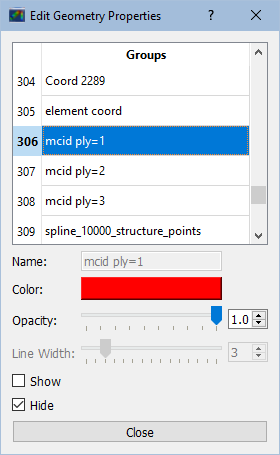 Edit Geometry Properties ? ×
Groups
304 Coord 2289
305 element coord
306 mcid ply=1
307 mcid ply=2
308 mcid ply=3
309 spline_10000_structure_points
Name: mcid ply=1
Color:
Opacity: 1.0
Line Width: 3
Show
Hide
Close